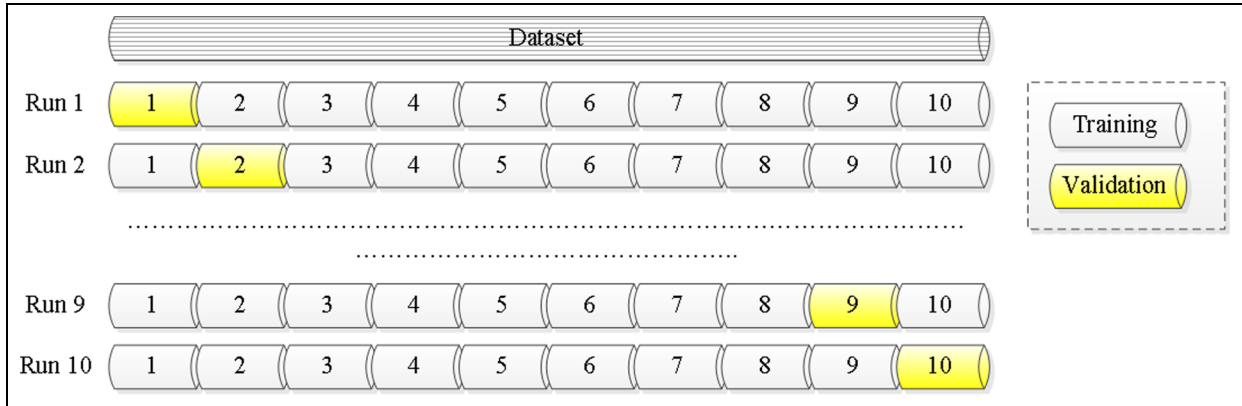 Dataset
Run 1 1 2 3 4 5 6 7 8 9 10
Training
Run 2 1 2 3 4 5 6 7 8 9 10
Validation
……………………………………………………………………………………
……………………………………..
Run 9 1 2 3 4 5 6 7 8 9 10
Run 10 1 2 3 4 5 6 7 8 9 10